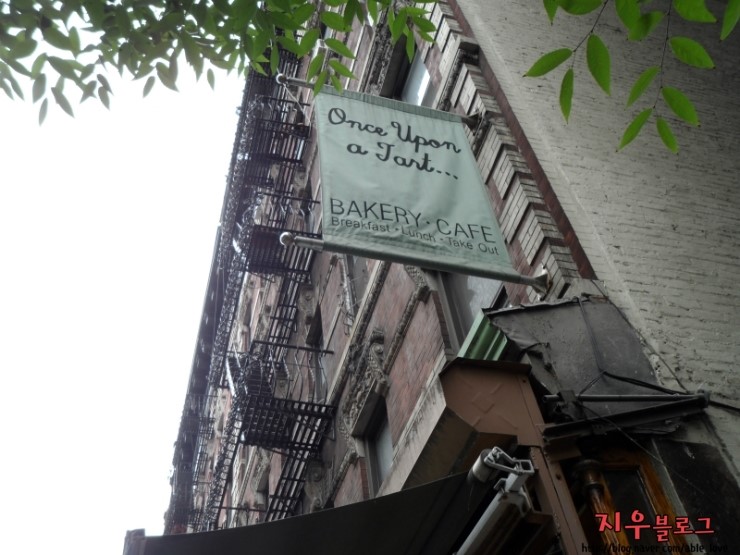 Once Upon
a Tart...
BAKERY · CAFE
Breakfast · Lunch · Take Out
지우블로그